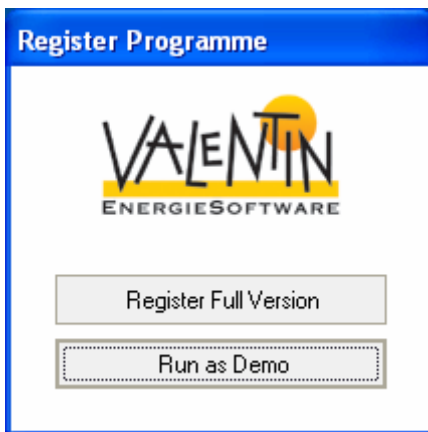 Register Programme
VALENTIN
ENERGIESOFTWARE
Register Full Version
Run as Demo